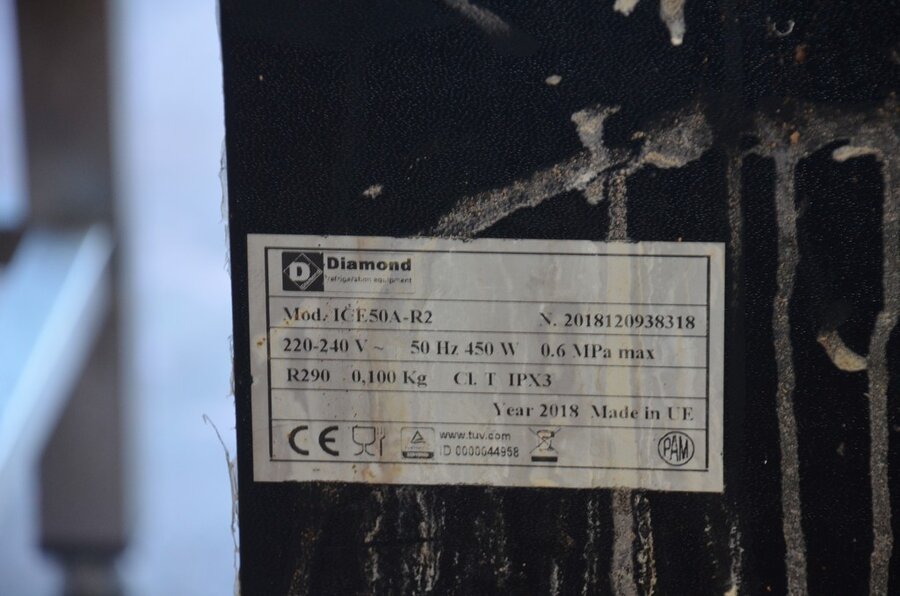 D Diamond
refrigeration equipment
Mod. ICE50A-R2 N. 2018120938318
220-240 V ~ 50 Hz 450 W 0.6 MPa max
R290 0,100 Kg Cl. T IPX3
Year 2018 Made in UE
CE www.tuv.com
ID 0000044958
PAM